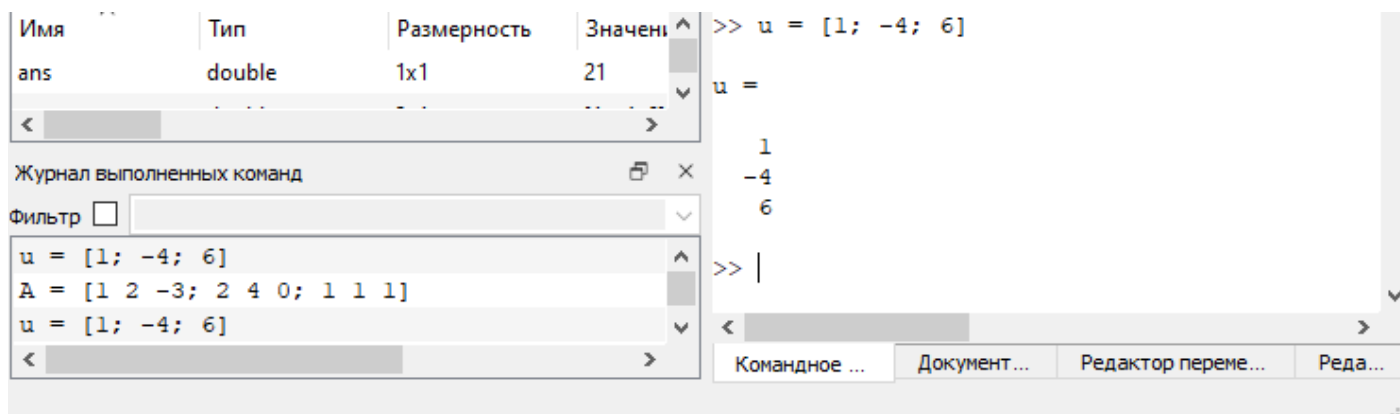 Имя Тип Размерность Значени
ans double 1x1 21
Журнал выполненных команд
Фильтр
u = [1; -4; 6]
A = [1 2 -3; 2 4 0; 1 1 1]
u = [1; -4; 6]
>> u = [1; -4; 6]
u =
1
-4
6
>>
Командное ... Документ... Редактор переме... Реда...